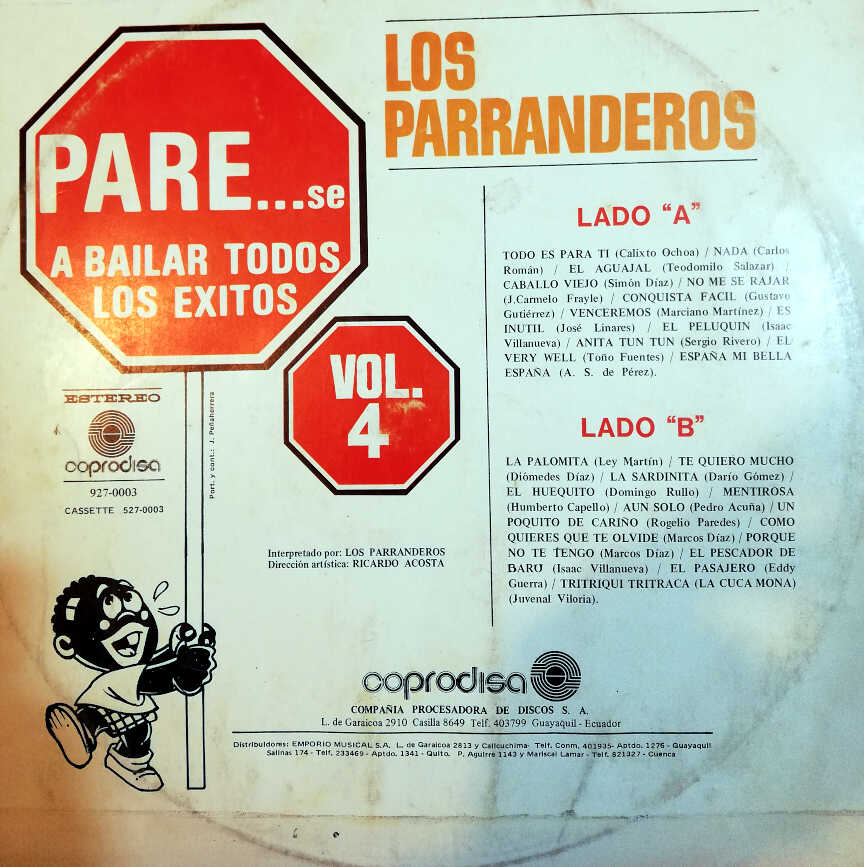 LOS
PARRANDEROS
PARE...se
A BAILAR TODOS
LOS EXITOS
VOL.
4
ESTEREO
coprodisa
927-0003
CASSETTE 527-0003
Port. y cont.: J. Peñaherrera
Interpretado por: LOS PARRANDEROS
Dirección artística: RICARDO ACOSTA
LADO "A"
TODO ES PARA TI (Calixto Ochoa) / NADA (Carlos
Román) / EL AGUAJAL (Teodomilo Salazar) /
CABALLO VIEJO (Simón Díaz) / NO ME SE RAJAR
(J.Carmelo Frayle) / CONQUISTA FACIL (Gustavo
Gutiérrez) / VENCEREMOS (Marciano Martínez) / ES
INUTIL (José Linares) / EL PELUQUIN (Isaac
Villanueva) / ANITA TUN TUN (Sergio Rivero) / EL
VERY WELL (Toño Fuentes) / ESPAÑA MI BELLA
ESPAÑA (A. S. de Pérez).
LADO "B"
LA PALOMITA (Ley Martín) / TE QUIERO MUCHO
(Diómedes Díaz) / LA SARDINITA (Darío Gómez) /
EL HUEQUITO (Domingo Rullo) / MENTIROSA
(Humberto Capello) / AUN SOLO (Pedro Acuña) / UN
POQUITO DE CARIÑO (Rogelio Paredes) / COMO
QUIERES QUE TE OLVIDE (Marcos Díaz) / PORQUE
NO TE TENGO (Marcos Díaz) / EL PESCADOR DE
BARU (Isaac Villanueva) / EL PASAJERO (Eddy
Guerra) / TRITRIQUI TRITRACA (LA CUCA MONA)
(Juvenal Viloria).
coprodisa
COMPAÑIA PROCESADORA DE DISCOS S. A.
L. de Garaicoa 2910 Casilla 8649 Telf. 403799 Guayaquil - Ecuador
Distribuidores: EMPORIO MUSICAL S.A. L. de Garaicoa 2813 y Calicuchima- Telf. Conm. 401935- Aptdo. 1276 - Guayaquil
Salinas 174 - Telf. 233469 - Aptdo. 1341 - Quito. P. Aguirre 1143 y Mariscal Lamar - Telf. 821327 - Cuenca